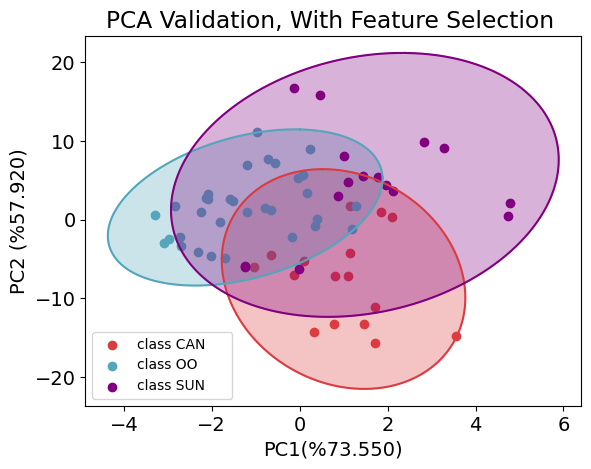 PCA Validation, With Feature Selection
PC2 (%57.920)
20
10
0
−10
−20
class CAN
class OO
class SUN
−4
−2
0
2
4
6
PC1(%73.550)